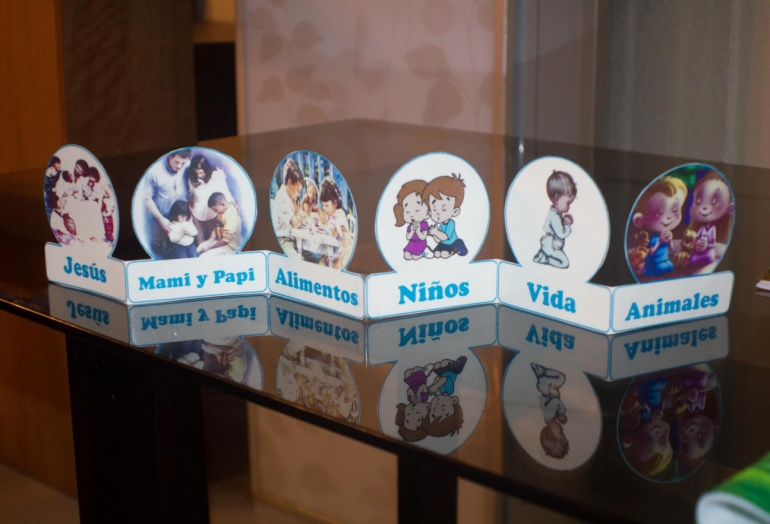 Jesús
Mami y Papi
Alimentos
Niños
Vida
Animales